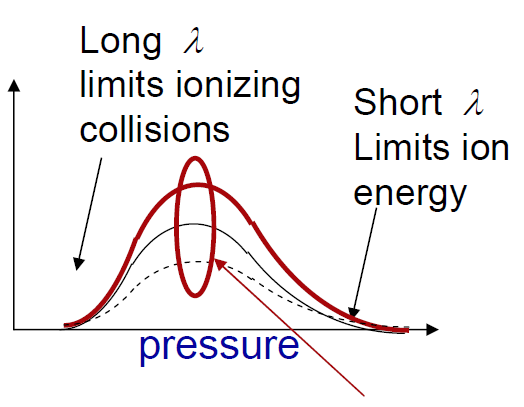 Long λ
limits ionizing
collisions
Short λ
Limits ion
energy
pressure